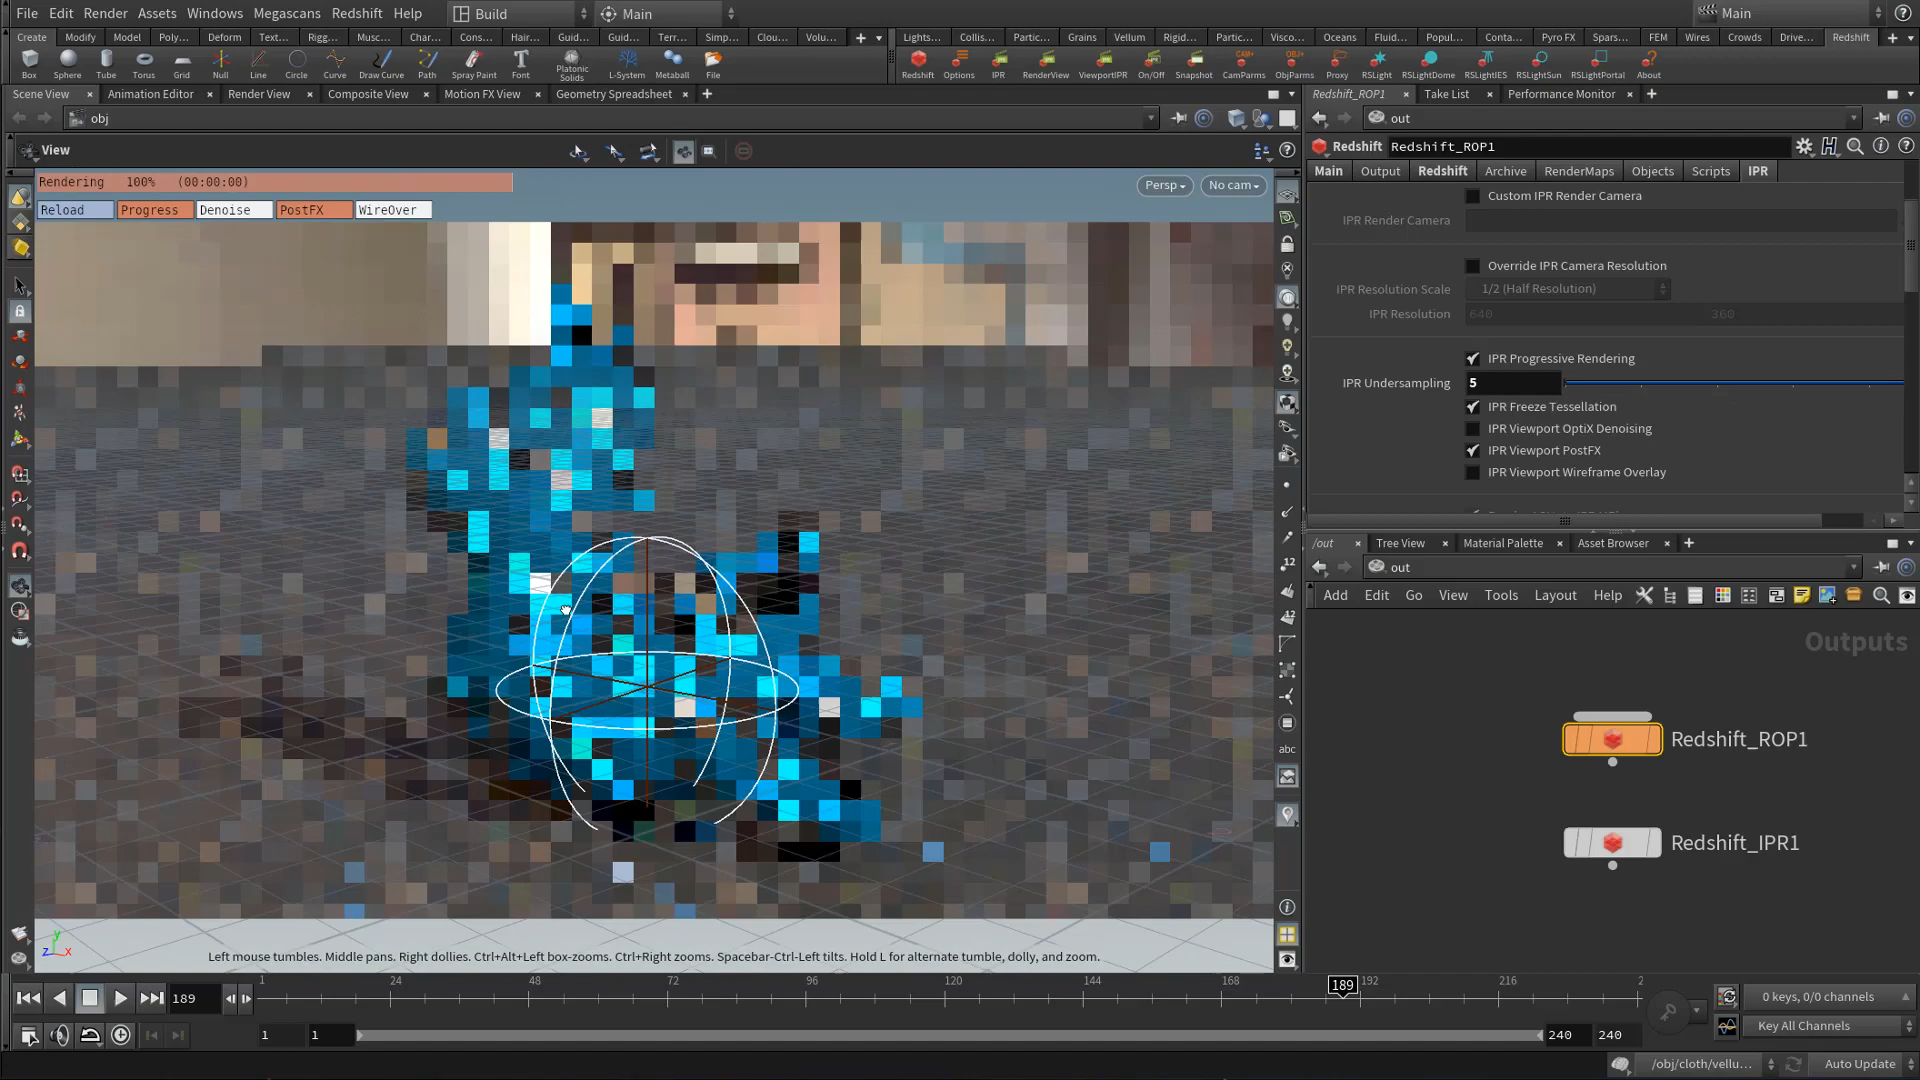 File Edit Render Assets Windows Megascans Redshift Help Build Main Main
Create Modify Model Poly... Deform Text... Rigg... Musc... Char... Cons... Hair... Guid... Guid... Terr... Simp... Clou... Volu...
Lights... Collis... Partic... Grains Vellum Rigid... Partic... Visco... Oceans Fluid... Popul... Conta... Pyro FX Spars... FEM Wires Crowds Drive... Redshift
Box Sphere Tube Torus Grid Null Line Circle Curve Draw Curve Path Spray Paint Font Platonic Solids L-System Metaball File
Redshift Options IPR RenderView ViewportIPR On/Off Snapshot CamParms ObjParms Proxy RSLight RSLightDome RSLightIES RSLightSun RSLightPortal About
Scene View Animation Editor Render View Composite View Motion FX View Geometry Spreadsheet
Redshift_ROP1 Take List Performance Monitor
obj
out
View
Redshift Redshift_ROP1
Main Output Redshift Archive RenderMaps Objects Scripts IPR
Rendering 100% (00:00:00)
Persp No cam
Reload Progress Denoise PostFX WireOver
Custom IPR Render Camera
IPR Render Camera
Override IPR Camera Resolution
IPR Resolution Scale 1/2 (Half Resolution)
IPR Resolution 640 360
IPR Progressive Rendering
IPR Undersampling 5
IPR Freeze Tessellation
IPR Viewport OptiX Denoising
IPR Viewport PostFX
IPR Viewport Wireframe Overlay
/out Tree View Material Palette Asset Browser
out
Add Edit Go View Tools Layout Help
Outputs
Redshift_ROP1
Redshift_IPR1
12
12
abc
y
z x
Left mouse tumbles. Middle pans. Right dollies. Ctrl+Alt+Left box-zooms. Ctrl+Right zooms. Spacebar-Ctrl-Left tilts. Hold L for alternate tumble, dolly, and zoom.
1 24 48 72 96 120 144 168 189 192 216 2
189
0 keys, 0/0 channels
1 1 240 240
Key All Channels
/obj/cloth/vellu... Auto Update